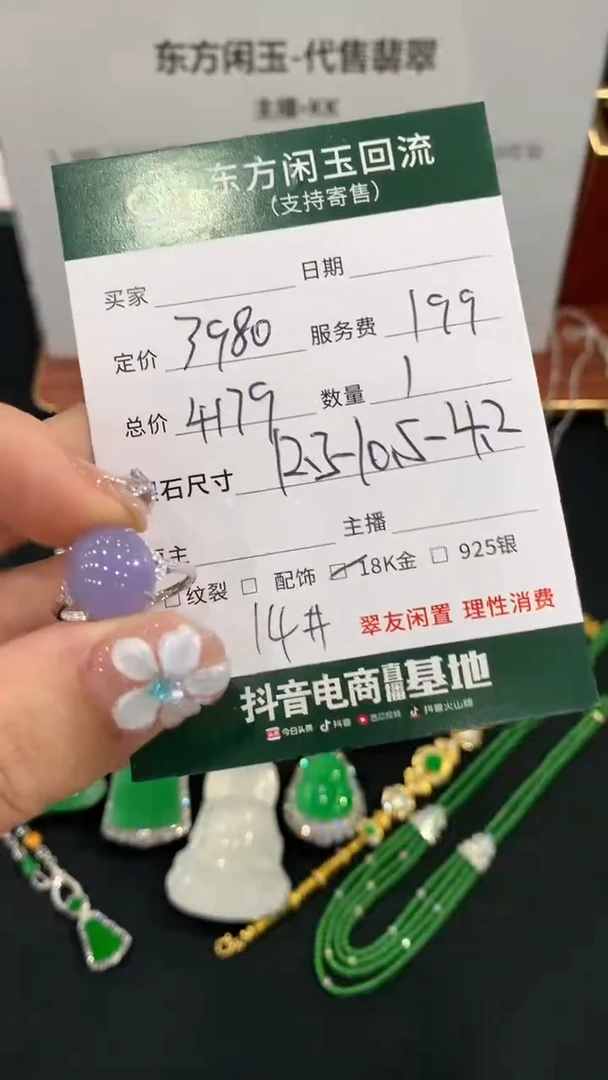 东方闲玉-代售翡翠
主播-KK
东方闲玉回流
(支持寄售)
买家 日期
定价 3980 服务费 199
总价 4179 数量 1
石尺寸 12.3-10.5-4.2
主 主播
□纹裂 □ 配饰 ☑ 18K金 □ 925银
14# 翠友闲置 理性消费
抖音电商直播基地
今日头条 抖音 西瓜视频 抖音火山版